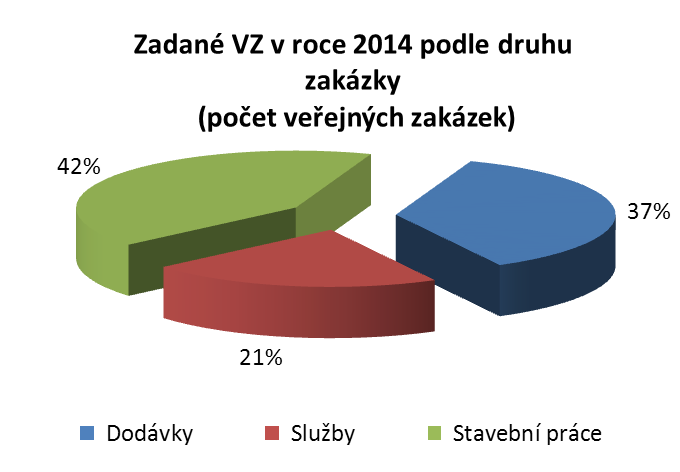 Zadané VZ v roce 2014 podle druhu
zakázky
(počet veřejných zakázek)
42%
37%
21%
Dodávky
Služby
Stavební práce